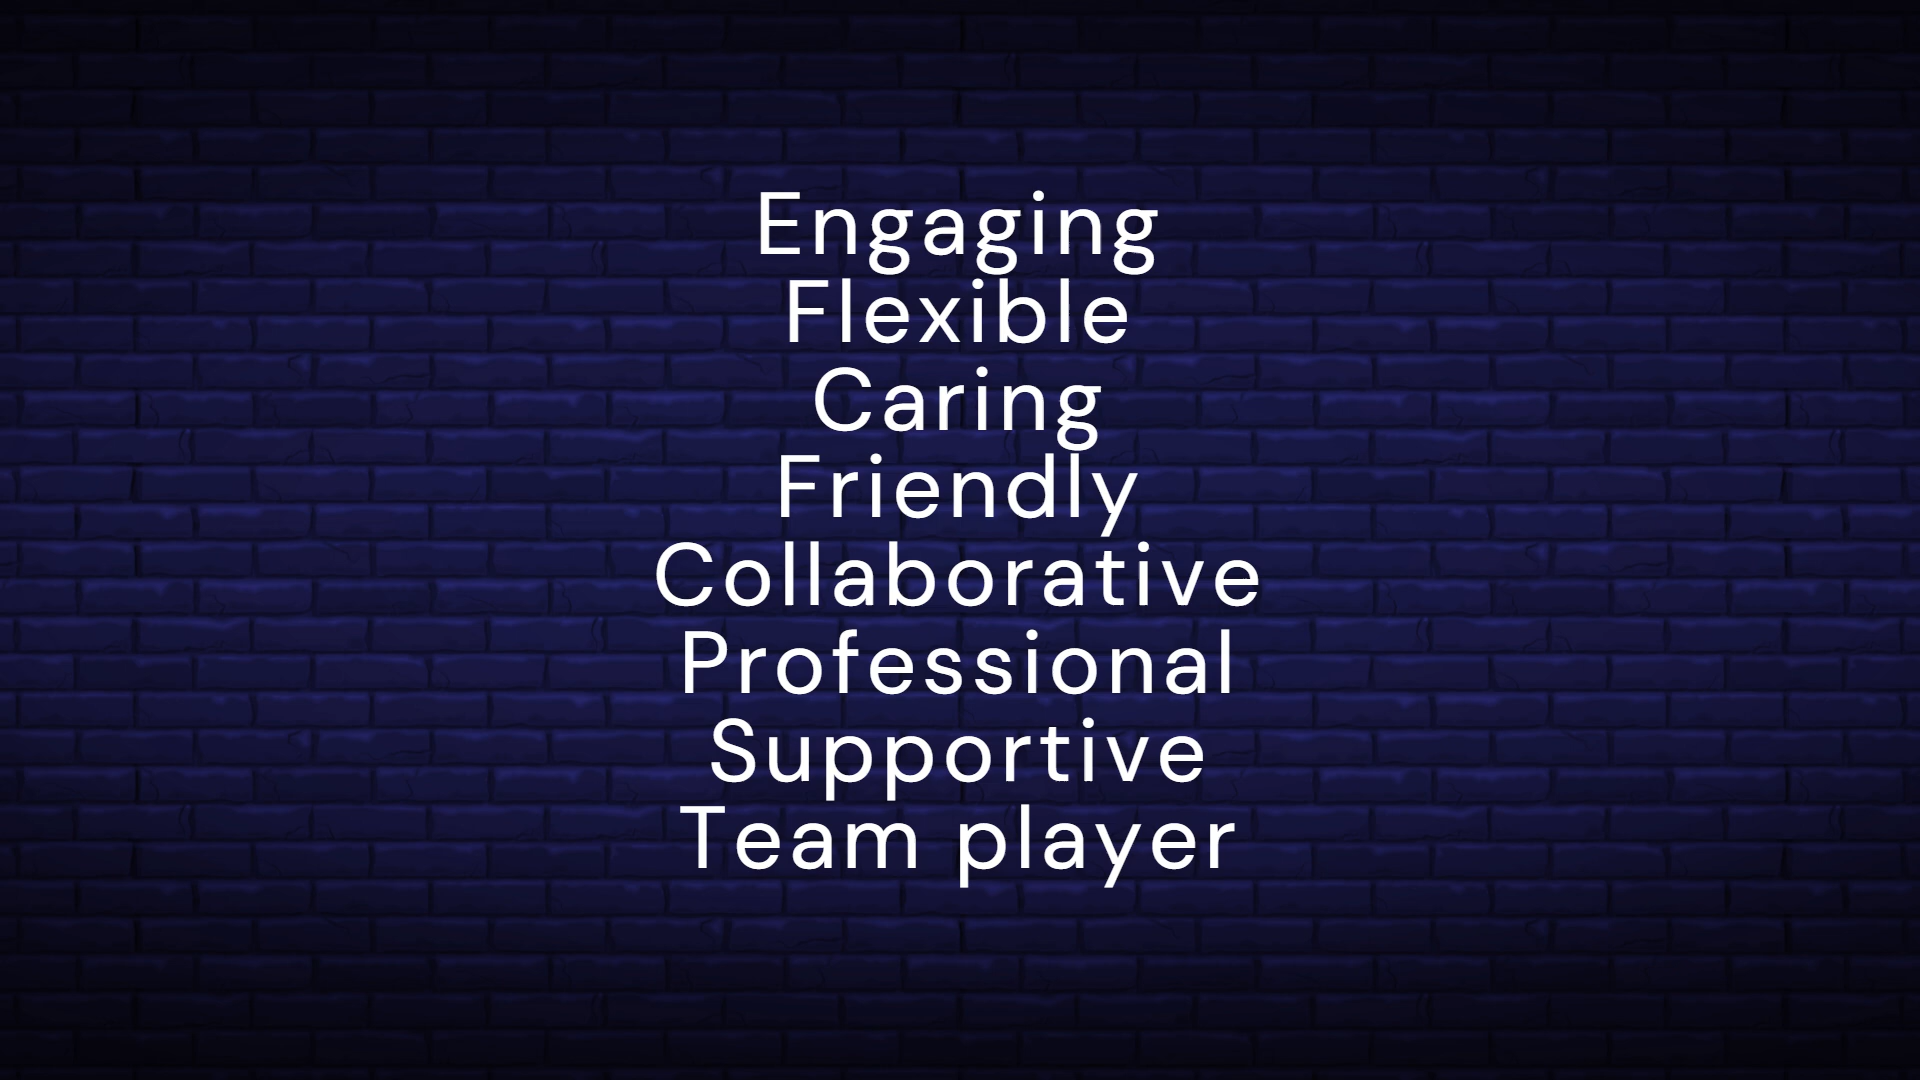 Engaging
Flexible
Caring
Friendly
Collaborative
Professional
Supportive
Team player